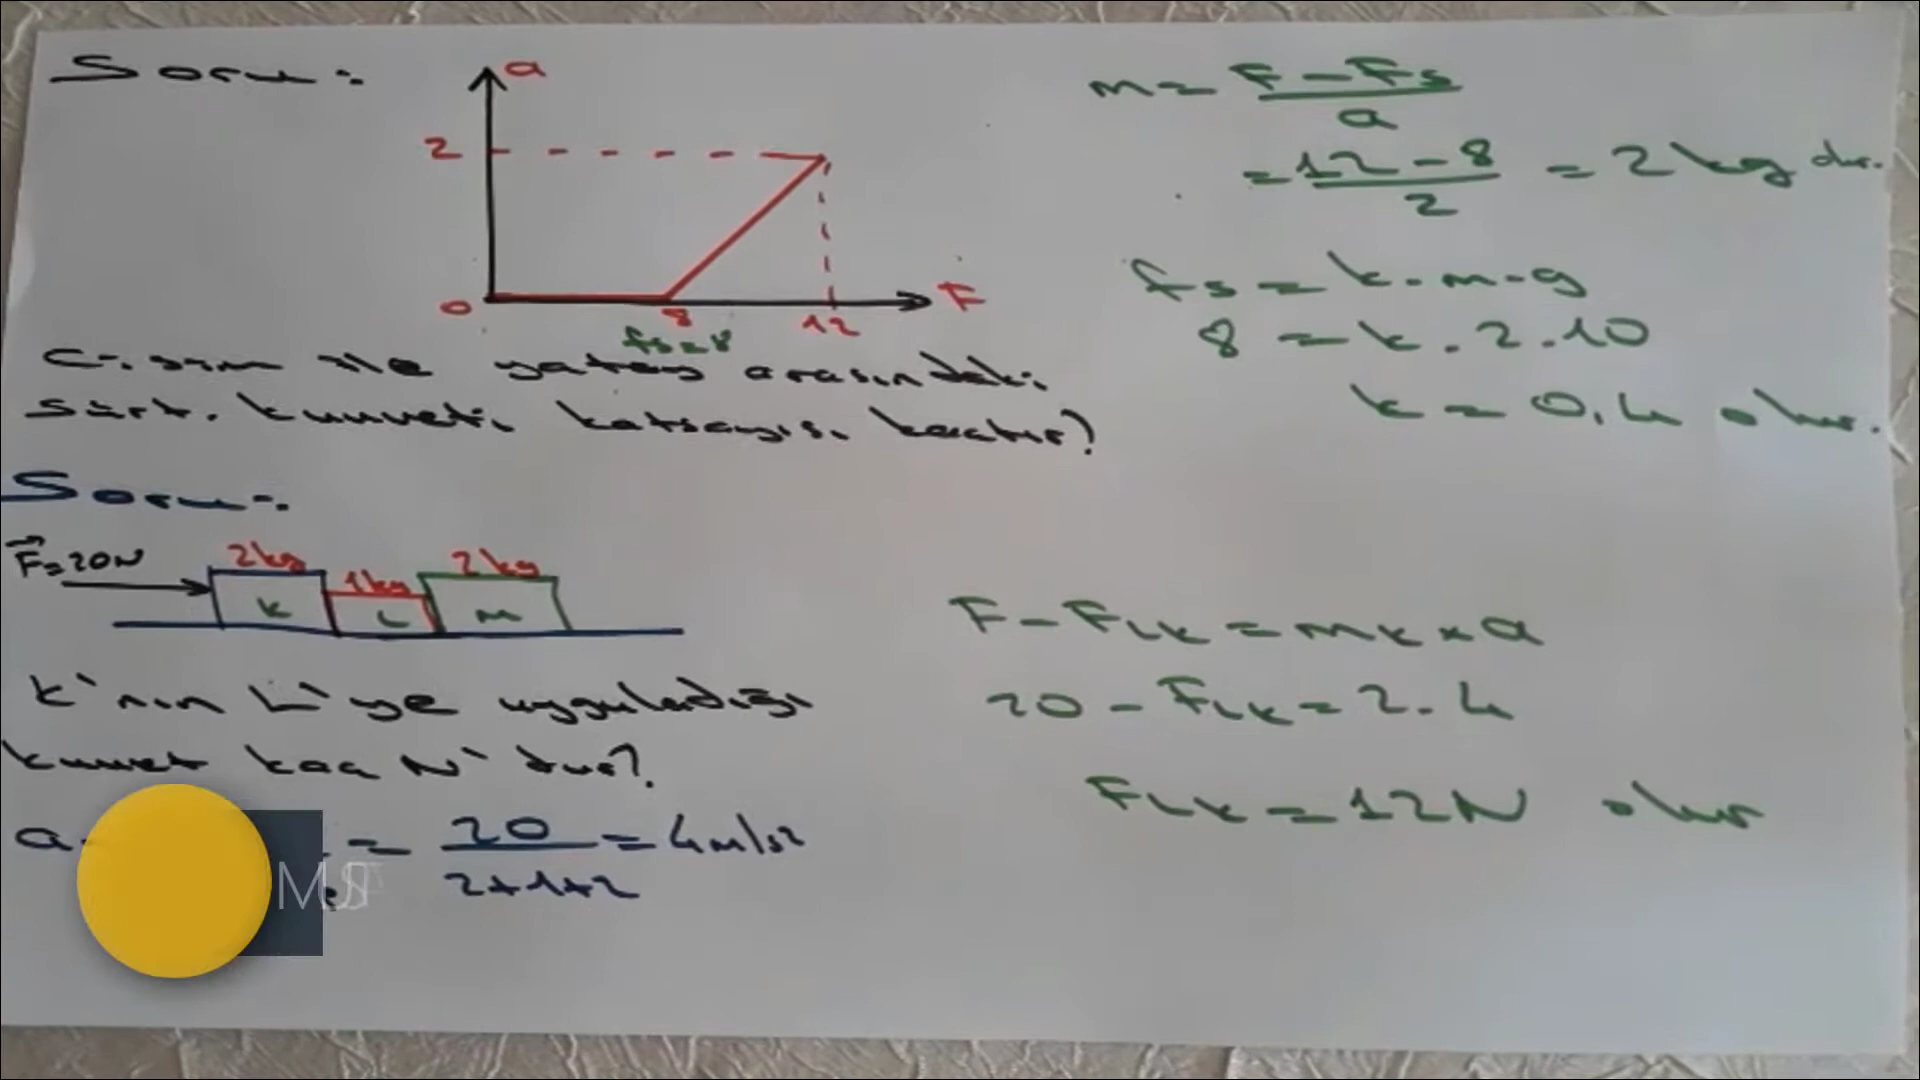 Soru:
a
2
0
8
12
F
fs=8
Cisim ile yatay arasındaki
Sürt. kuvveti katsayısı kaçtır?
m=F-Fs/a
=12-8/2=2kg dır.
fs=k.m.g
8=k.2.10
k=0,4 olur.
Soru:
F=20N
2kg
1kg
2kg
K
L
M
K'nın L'ye uyguladığı
kuvvet kaç N'dur?
a
=20/2+1+2=4m/s²
F-FLK=mK×a
20-FLK=2.4
FLK=12N olur